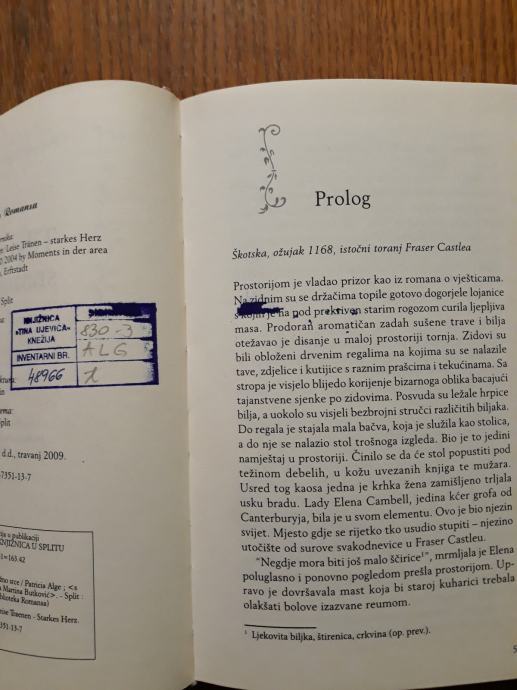 Romansa
Leise Tränen – starkes Herz
2004 by Moments in der area
, Erftstadt
Split
KNJIŽNICA
»TINA UJEVIĆA«
KNEZIJA
INVENTARNI BR.
48966
830-3
ALG
d.d., travanj 2009.
7351-13-7
u publikaciji
KNJIŽNICA U SPLITU
=163.42
srce / Patricia Alge ; <s
Martina Butković>. - Split :
Romansa)
Traenen - Starkes Herz.
7351-13-7
Prolog
Škotska, ožujak 1168, istočni toranj Fraser Castlea
Prostorijom je vladao prizor kao iz romana o vješticama.
Na zidnim su se držačima topile gotovo dogorjele lojanice
s kojih je na pod prekriven starim rogozom curila ljepljiva
masa. Prodoran aromatičan zadah sušene trave i bilja
otežavao je disanje u maloj prostoriji tornja. Zidovi su
bili obloženi drvenim regalima na kojima su se nalazile
tave, zdjelice i kutijice s raznim prašcima i tekućinama. Sa
stropa je visjelo blijedo korijenje bizarnoga oblika bacajući
tajanstvene sjenke po zidovima. Posvuda su ležale hrpice
bilja, a uokolo su visjeli bezbrojni stručci različitih biljaka.
Do regala je stajala mala bačva, koja je služila kao stolica,
a do nje se nalazio stol trošnoga izgleda. Bio je to jedini
namještaj u prostoriji. Činilo se da će stol popustiti pod
težinom debelih, u kožu uvezanih knjiga te mužara.
Usred tog kaosa jedna je krhka žena zamišljeno trljala
usku bradu. Lady Elena Cambell, jedina kćer grofa od
Canterburyja, bila je u svom elementu. Ovo je bio njezin
svijet. Mjesto gdje se rijetko tko usudio stupiti – njezino
utočište od surove svakodnevice u Fraser Castleu.
“Negdje mora biti još malo ščirice¹”, mrmljala je Elena
poluglasno i ponovno pogledom prešla prostorijom. Up-
ravo je dovršavala mast koja bi staroj kuharici trebala
olakšati bolove izazvane reumom.
¹ Ljekovita biljka, štirenica, crkvina (op. prev.).
5